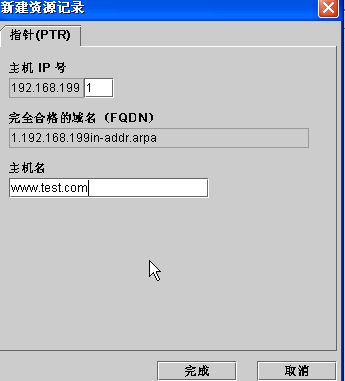 新建资源记录
指针(PTR)
主机 IP 号
192.168.199 1
完全合格的域名（FQDN）
1.192.168.199in-addr.arpa
主机名
www.test.com
完成 取消